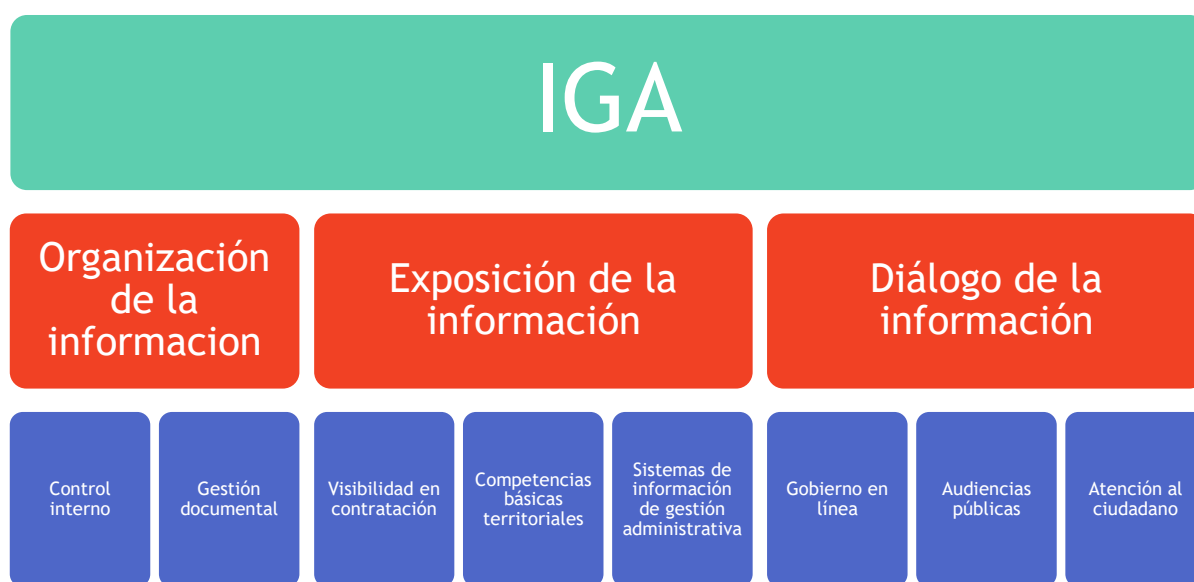 IGA
Organización
de la
informacion
Exposición de la
información
Diálogo de la
información
Control
interno
Gestión
documental
Visibilidad en
contratación
Competencias
básicas
territoriales
Sistemas de
información
de gestión
administrativa
Gobierno en
línea
Audiencias
públicas
Atención al
ciudadano